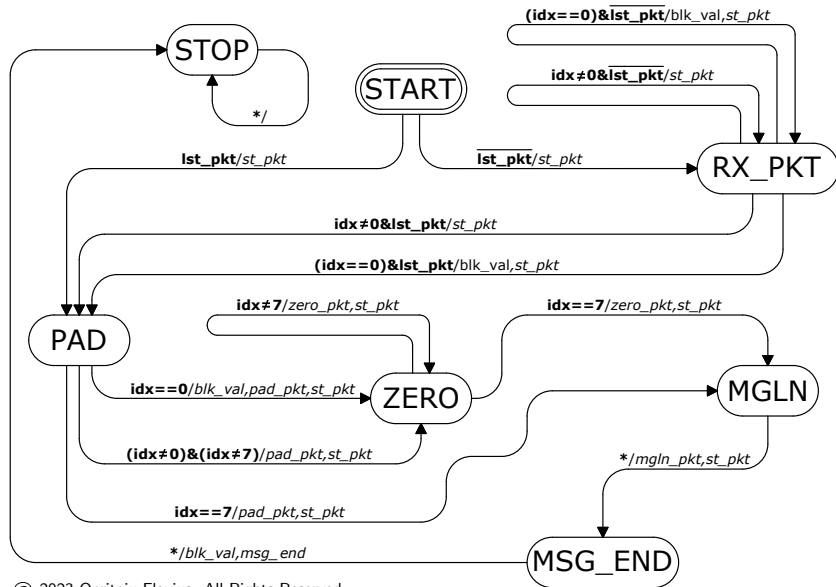 (idx==0)&lst_pkt/blk_val,st_pkt
STOP
idx≠0&lst_pkt/st_pkt
START
*/
lst_pkt/st_pkt
lst_pkt/st_pkt
RX_PKT
idx≠0&lst_pkt/st_pkt
(idx==0)&lst_pkt/blk_val,st_pkt
idx≠7/zero_pkt,st_pkt
idx==7/zero_pkt,st_pkt
PAD
idx==0/blk_val,pad_pkt,st_pkt
ZERO
MGLN
(idx≠0)&(idx≠7)/pad_pkt,st_pkt
*/mgln_pkt,st_pkt
idx==7/pad_pkt,st_pkt
*/blk_val,msg_end
MSG_END